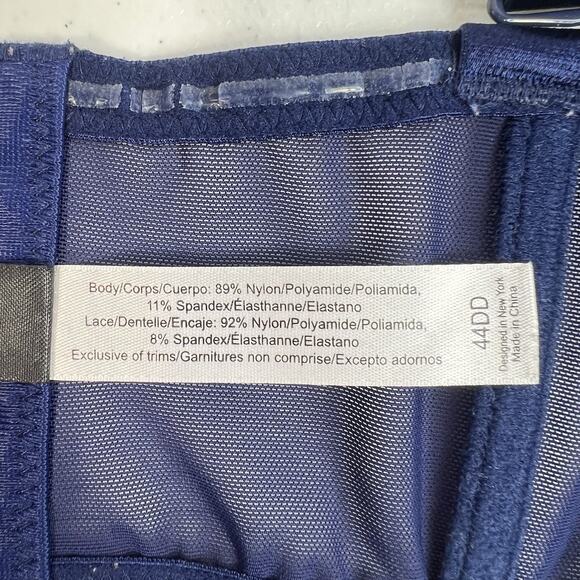 Body/Corps/Cuerpo: 89% Nylon/Polyamide/Poliamida,
11% Spandex/Élasthanne/Elastano
Lace/Dentelle/Encaje: 92% Nylon/Polyamide/Poliamida,
8% Spandex/Élasthanne/Elastano
Exclusive of trims/Garnitures non comprise/Excepto adornos
44DD
Designed in New York
Made in China